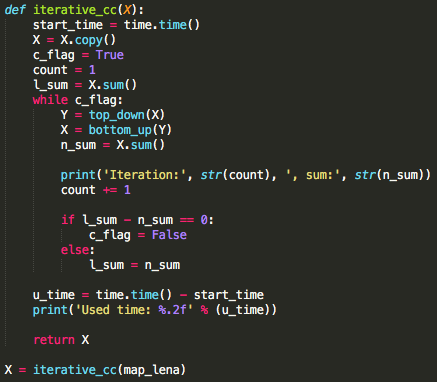 def iterative_cc(X):
    start_time = time.time()
    X = X.copy()
    c_flag = True
    count = 1
    l_sum = X.sum()
    while c_flag:
        Y = top_down(X)
        X = bottom_up(Y)
        n_sum = X.sum()

        print('Iteration:', str(count), ', sum:', str(n_sum))
        count += 1

        if l_sum - n_sum == 0:
            c_flag = False
        else:
            l_sum = n_sum

    u_time = time.time() - start_time
    print('Used time: %.2f' % (u_time))

    return X

X = iterative_cc(map_lena)